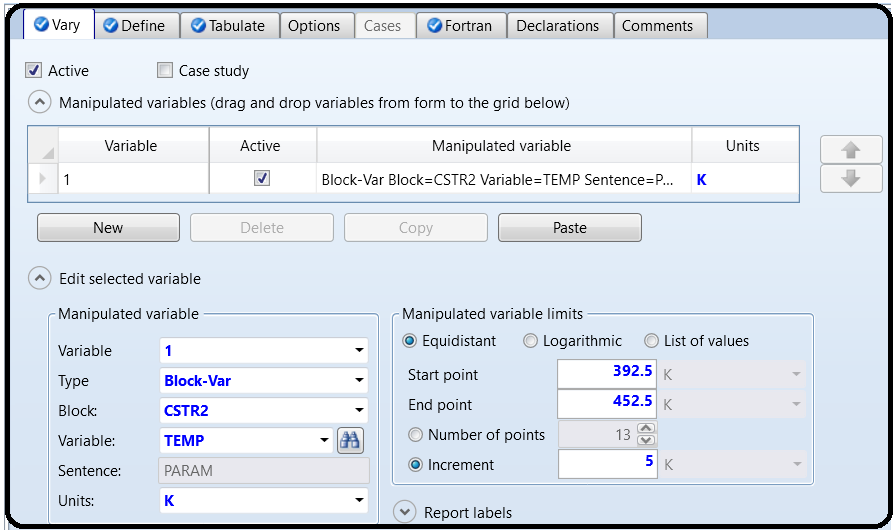 Vary Define Tabulate Options Cases Fortran Declarations Comments
Active Case study
Manipulated variables (drag and drop variables from form to the grid below)
Variable Active Manipulated variable Units
1 Block-Var Block=CSTR2 Variable=TEMP Sentence=P... K
New Delete Copy Paste
Edit selected variable
Manipulated variable
Variable 1
Type Block-Var
Block: CSTR2
Variable: TEMP
Sentence: PARAM
Units: K
Manipulated variable limits
Equidistant Logarithmic List of values
Start point 392.5 K
End point 452.5 K
Number of points 13
Increment 5 K
Report labels